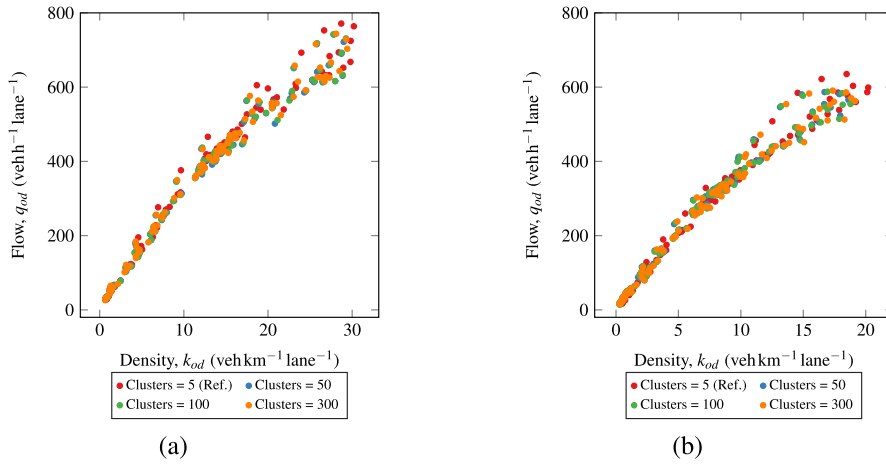 800
600
400
200
0
Flow, q_od (veh h⁻¹ lane⁻¹)
0 10 20 30
Density, k_od (veh km⁻¹ lane⁻¹)
Clusters = 5 (Ref.) Clusters = 50
Clusters = 100 Clusters = 300
(a)
800
600
400
200
0
Flow, q_od (veh h⁻¹ lane⁻¹)
0 5 10 15 20
Density, k_od (veh km⁻¹ lane⁻¹)
Clusters = 5 (Ref.) Clusters = 50
Clusters = 100 Clusters = 300
(b)